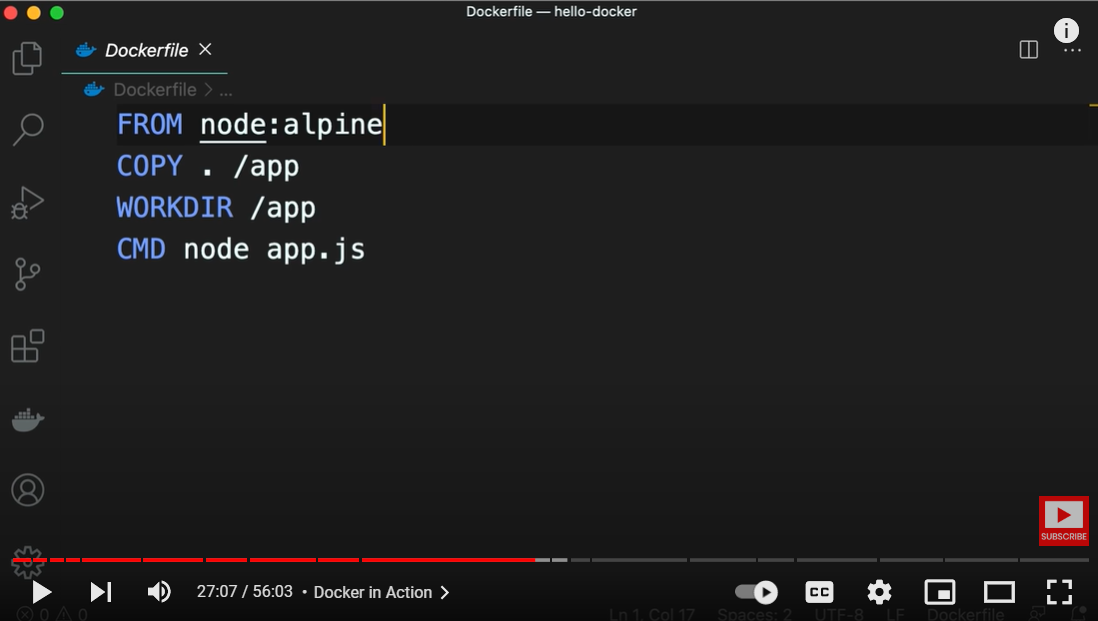 Dockerfile — hello-docker
Dockerfile
Dockerfile > ...
FROM node:alpine
COPY . /app
WORKDIR /app
CMD node app.js
SUBSCRIBE
27:07 / 56:03 • Docker in Action >
CC
0 0 Ln 1, Col 17 Spaces: 2 UTF-8 LF Dockerfile